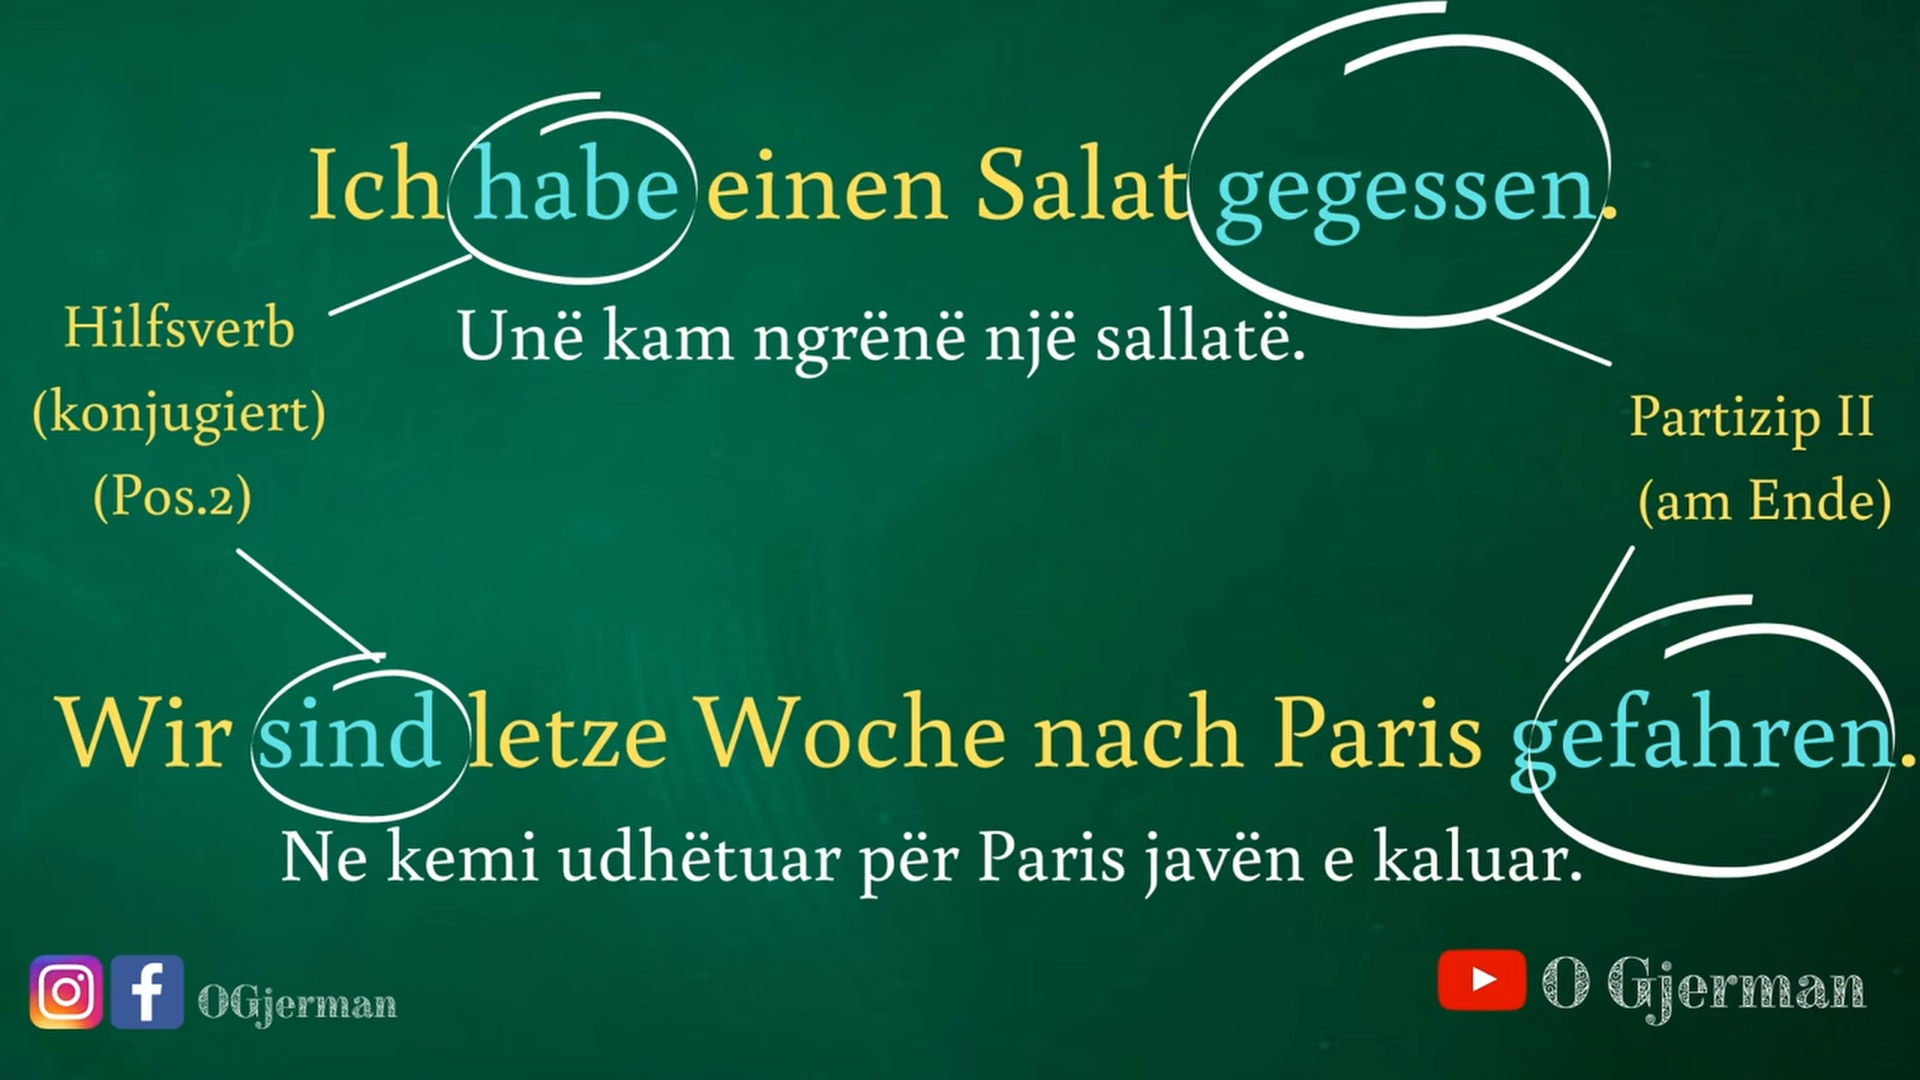 Ich habe einen Salat gegessen.
Unë kam ngrënë një sallatë.
Hilfsverb
(konjugiert)
(Pos.2)
Partizip II
(am Ende)
Wir sind letze Woche nach Paris gefahren.
Ne kemi udhëtuar për Paris javën e kaluar.
OGjerman
O Gjerman